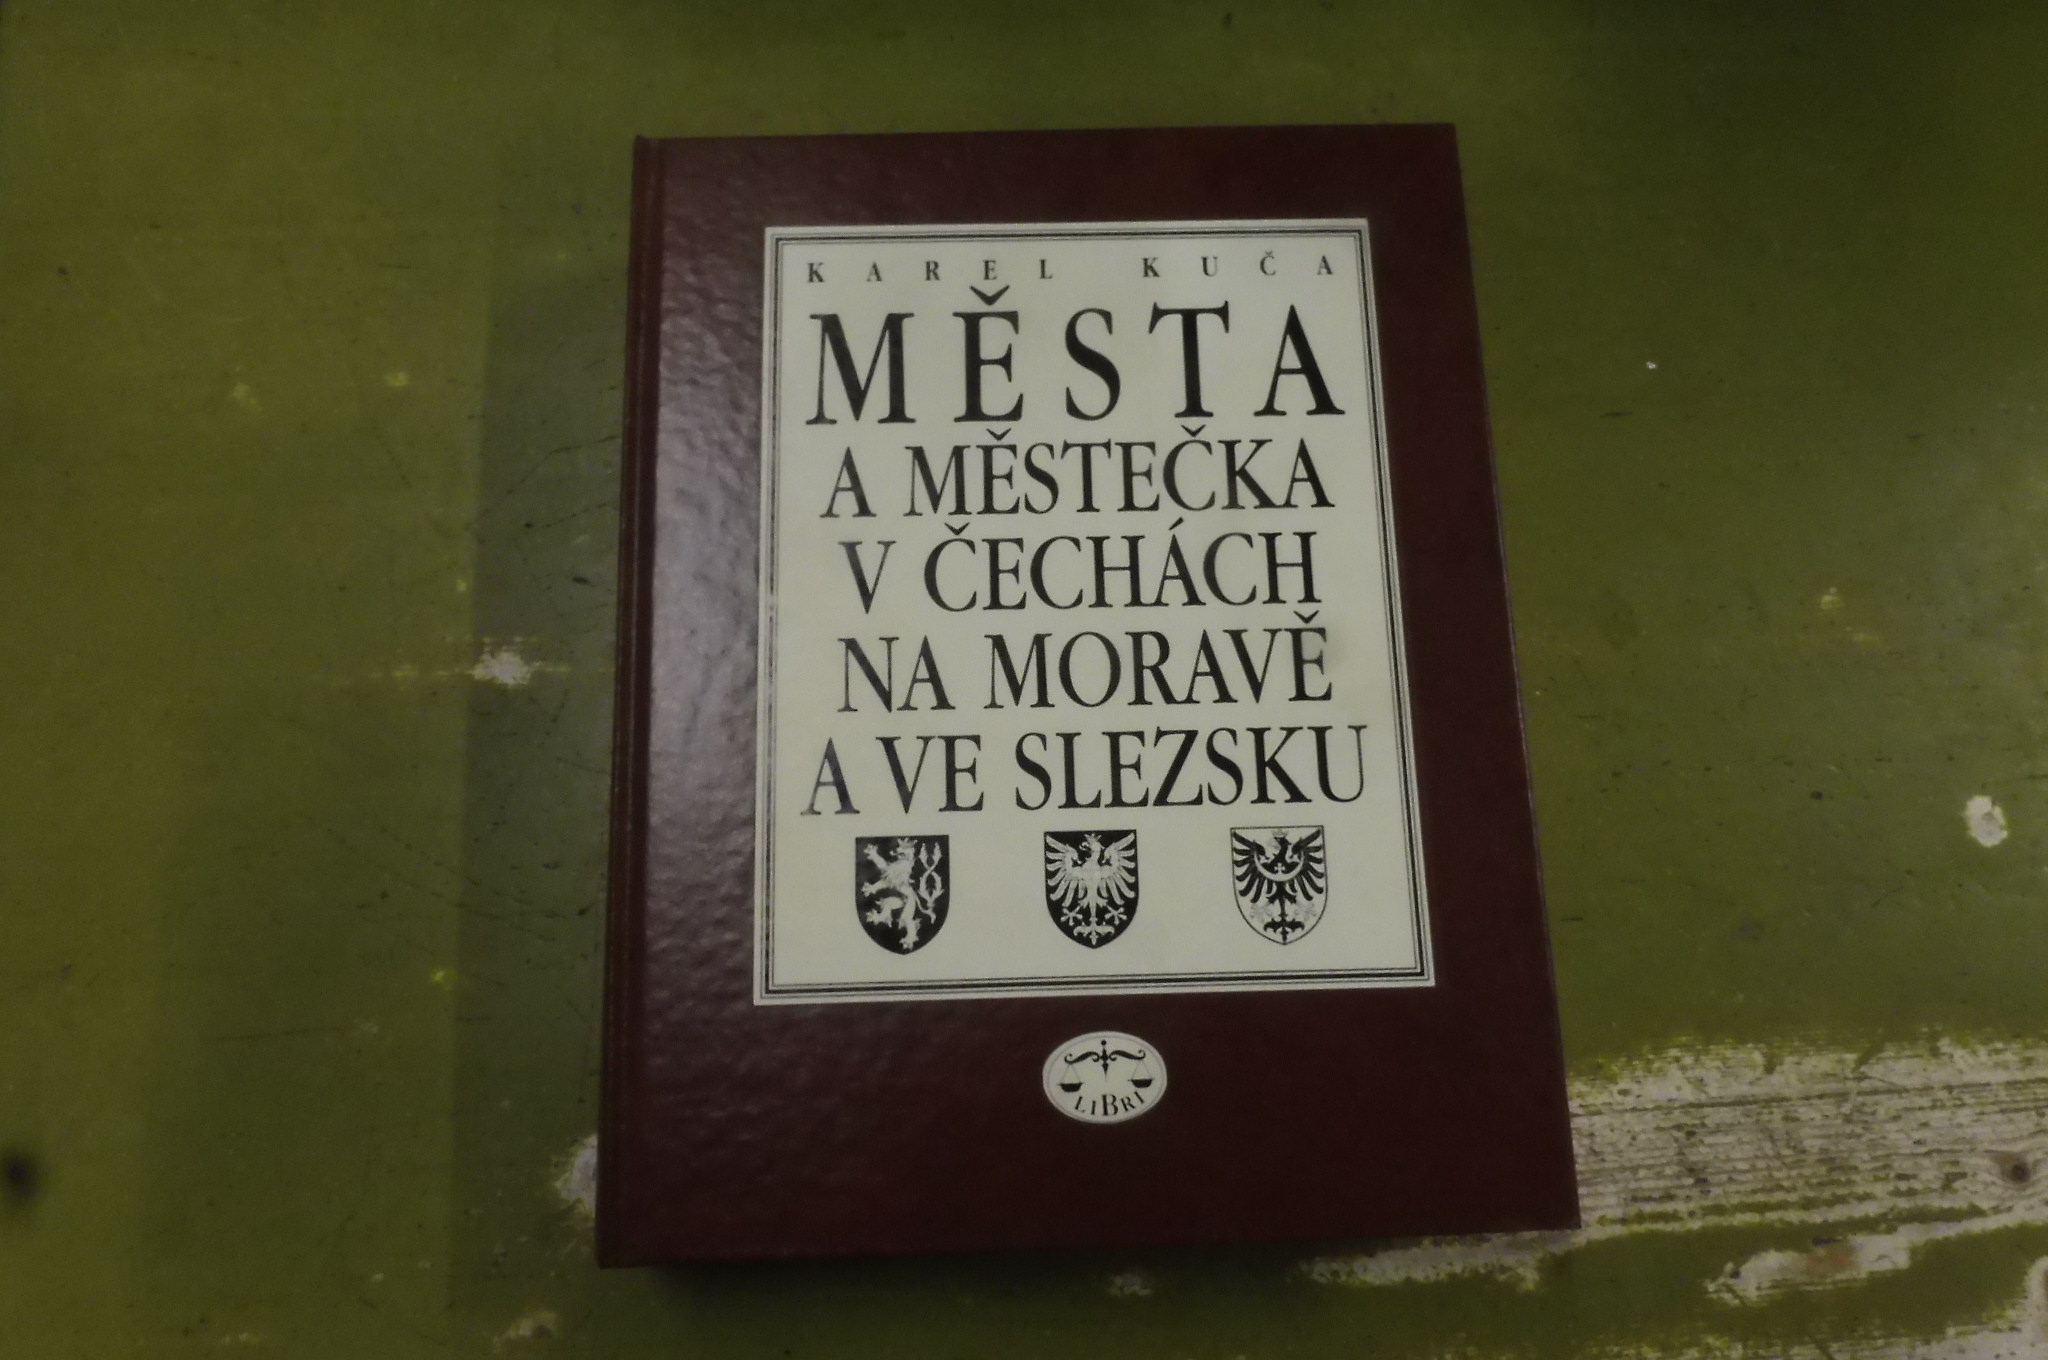 KAREL KUČA
MĚSTA
A MĚSTEČKA
V ČECHÁCH
NA MORAVĚ
A VE SLEZSKU
LIBRI